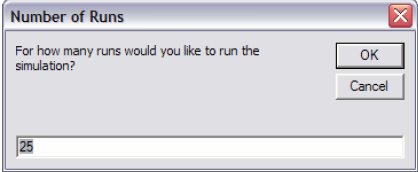 Number of Runs
For how many runs would you like to run the
simulation?
OK
Cancel
25